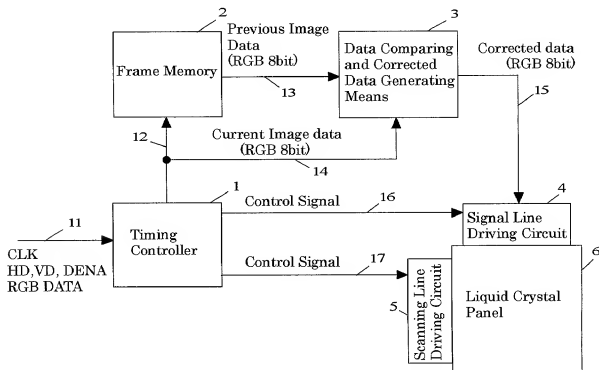 2
Previous Image
Data
(RGB 8bit)
3
Frame Memory
13
Data Comparing
and Corrected
Data Generating
Means
Corrected data
(RGB 8bit)
15
12
Current Image data
(RGB 8bit)
14
1
Control Signal
16
4
Signal Line
Driving Circuit
11
Timing
Controller
CLK
HD,VD, DENA
RGB DATA
Control Signal
17
5
Scanning Line
Driving Circuit
6
Liquid Crystal
Panel